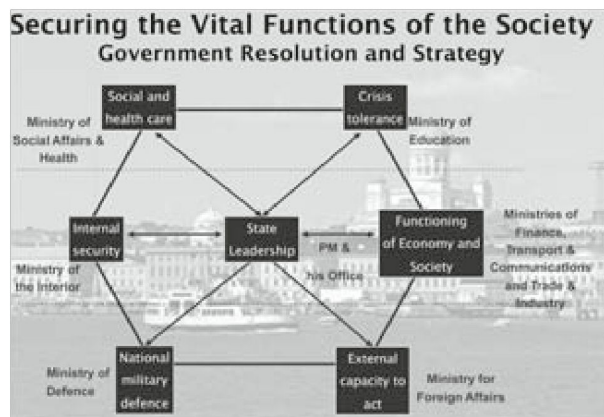 Securing the Vital Functions of the Society
Government Resolution and Strategy
Social and
health care
Crisis
tolerance
Ministry of
Social Affairs &
Health
Ministry of
Education
Internal
security
State
Leadership
Functioning
of Economy and
Society
PM &
his Office
Ministries of
Finance,
Transport &
Communications
and Trade &
Industry
Ministry of
the Interior
National
military
defence
External
capacity to
act
Ministry of
Defence
Ministry for
Foreign Affairs